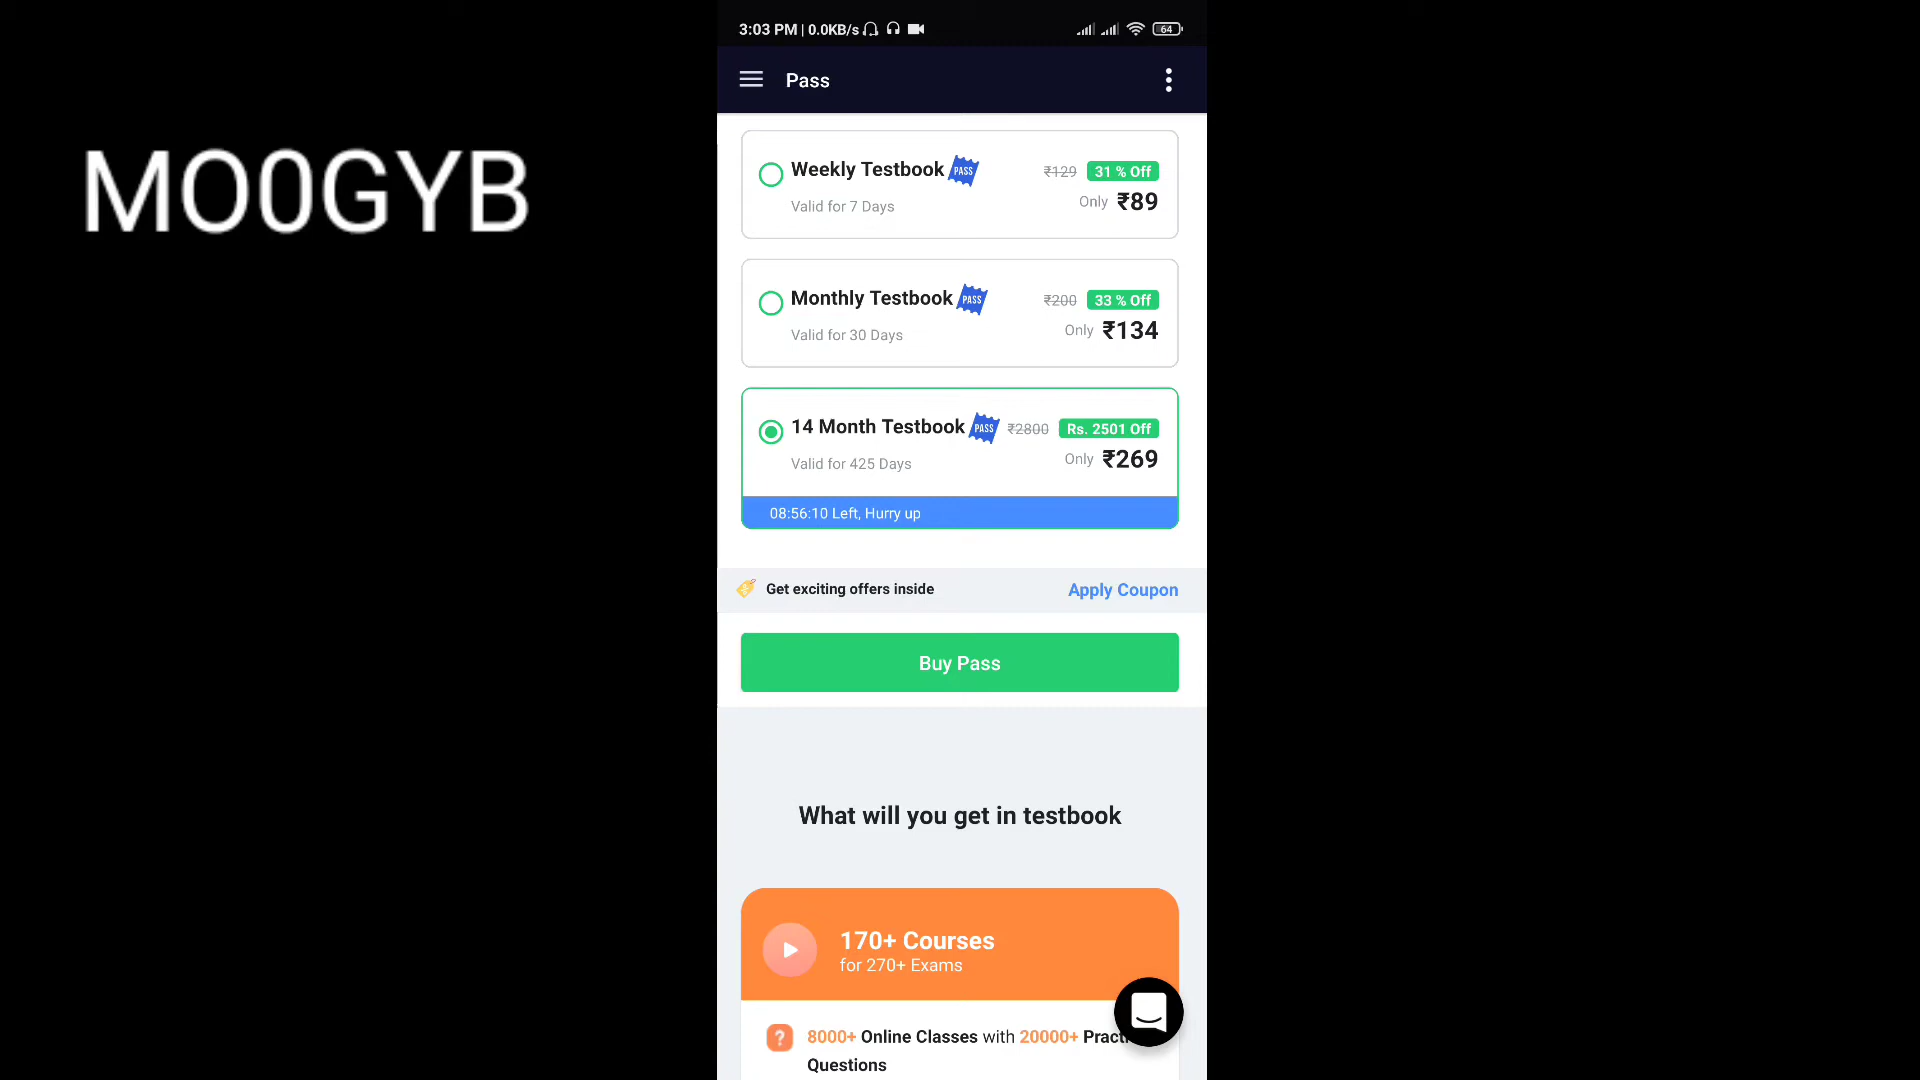 3:03 PM | 0.0KB/s
64
Pass
MO0GYB
Weekly Testbook PASS
₹129 31 % Off
Valid for 7 Days
Only ₹89
Monthly Testbook PASS
₹200 33 % Off
Valid for 30 Days
Only ₹134
14 Month Testbook PASS
₹2800 Rs. 2501 Off
Valid for 425 Days
Only ₹269
08:56:10 Left, Hurry up
Get exciting offers inside
Apply Coupon
Buy Pass
What will you get in testbook
170+ Courses
for 270+ Exams
8000+ Online Classes with 20000+
Questions